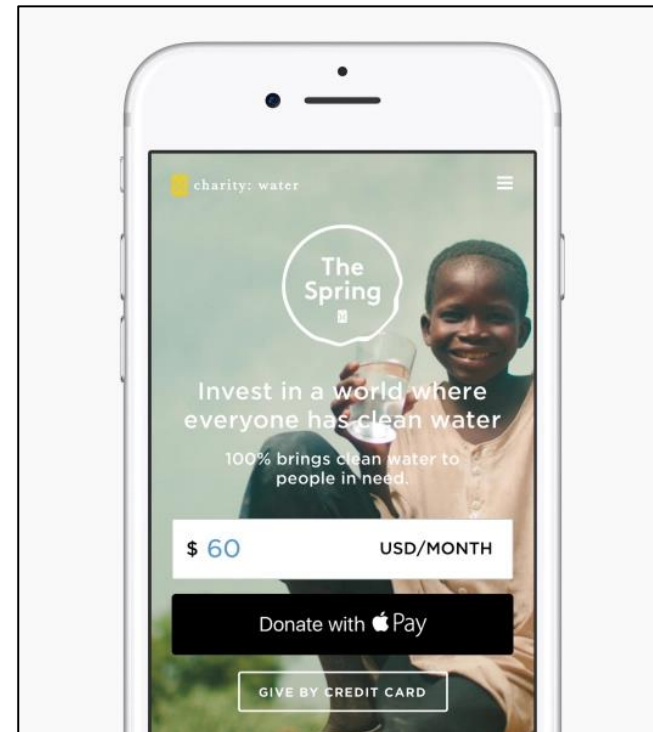 charity: water
The
Spring
Invest in a world where
everyone has clean water
100% brings clean water to
people in need.
$ 60 USD/MONTH
Donate with Pay
GIVE BY CREDIT CARD